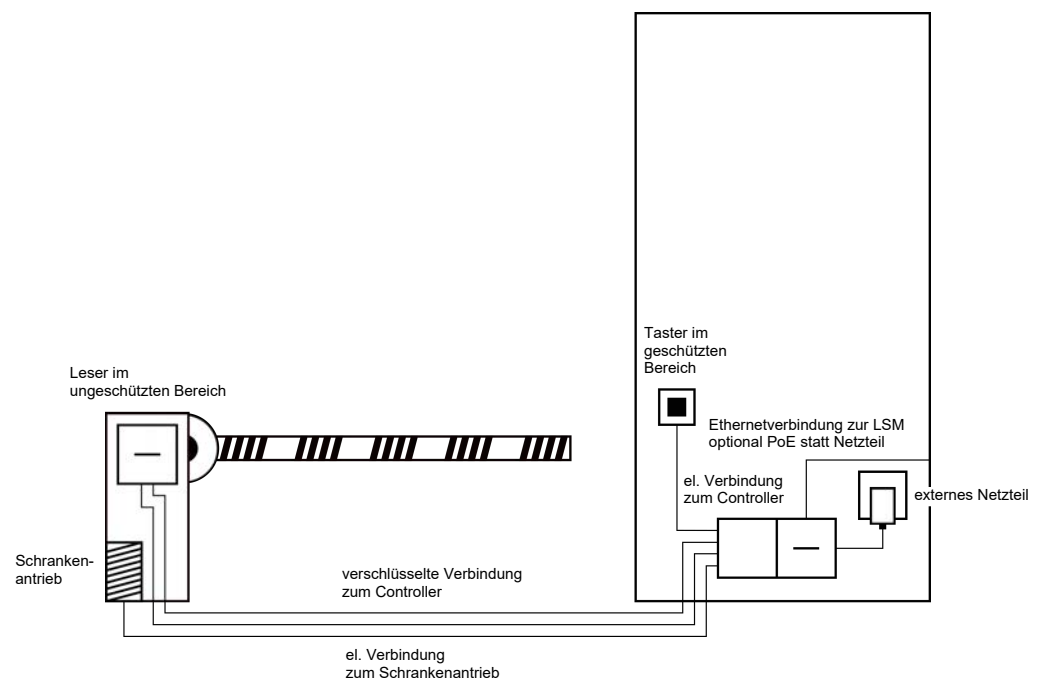 Taster im
geschützten
Bereich
Leser im
ungeschützten Bereich
Ethernetverbindung zur LSM
optional PoE statt Netzteil
el. Verbindung
zum Controller
externes Netzteil
Schranken-
antrieb
verschlüsselte Verbindung
zum Controller
el. Verbindung
zum Schrankenantrieb